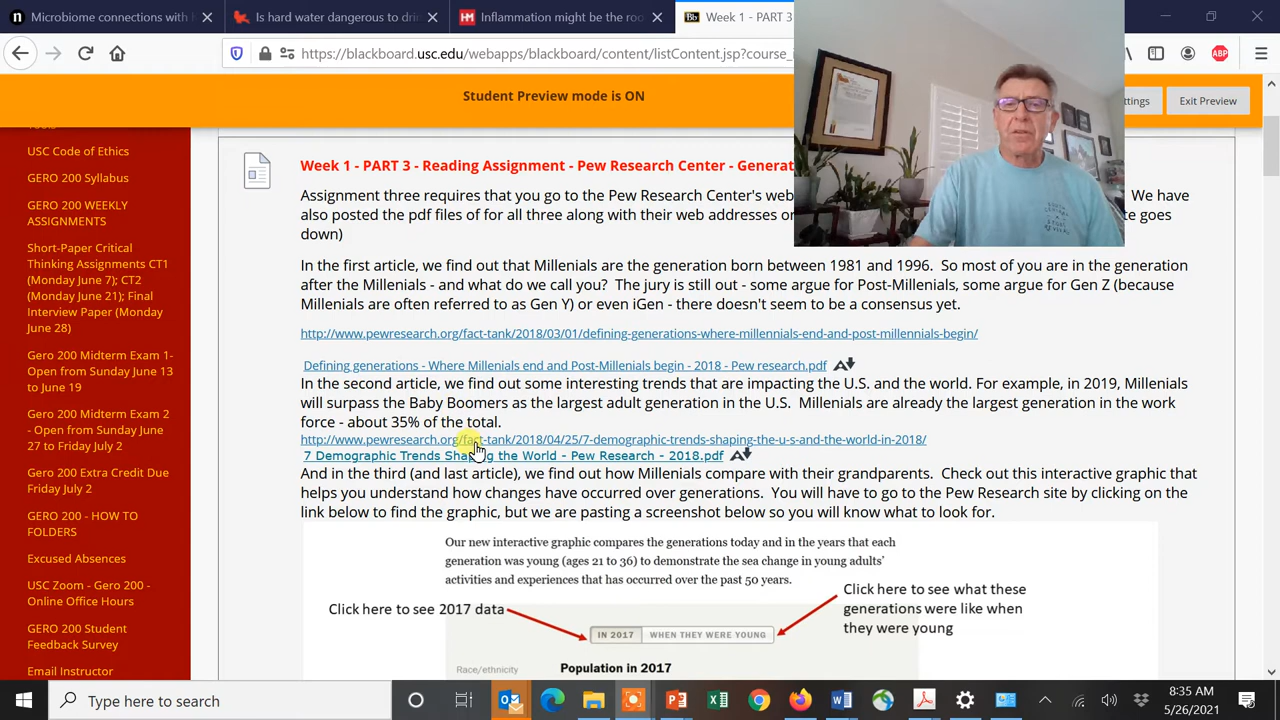 Microbiome connections with h
Is hard water dangerous to drin
Inflammation might be the roo
Week 1 - PART 3
https://blackboard.usc.edu/webapps/blackboard/content/listContent.jsp?course_i
ABP
Student Preview mode is ON
Exit Preview
USC Code of Ethics
GERO 200 Syllabus
GERO 200 WEEKLY
ASSIGNMENTS
Short-Paper Critical
Thinking Assignments CT1
(Monday June 7); CT2
(Monday June 21); Final
Interview Paper (Monday
June 28)
Gero 200 Midterm Exam 1-
Open from Sunday June 13
to June 19
Gero 200 Midterm Exam 2
- Open from Sunday June
27 to Friday July 2
Gero 200 Extra Credit Due
Friday July 2
GERO 200 - HOW TO
FOLDERS
Excused Absences
USC Zoom - Gero 200 -
Online Office Hours
GERO 200 Student
Feedback Survey
Email Instructor
Week 1 - PART 3 - Reading Assignment - Pew Research Center - Generat
Assignment three requires that you go to the Pew Research Center's web We have
also posted the pdf files of for all three along with their web addresses or te goes
down)
In the first article, we find out that Millenials are the generation born between 1981 and 1996. So most of you are in the generation
after the Millenials - and what do we call you? The jury is still out - some argue for Post-Millenials, some argue for Gen Z (because
Millenials are often referred to as Gen Y) or even iGen - there doesn't seem to be a consensus yet.
http://www.pewresearch.org/fact-tank/2018/03/01/defining-generations-where-millennials-end-and-post-millennials-begin/
Defining generations - Where Millenials end and Post-Millenials begin - 2018 - Pew research.pdf
In the second article, we find out some interesting trends that are impacting the U.S. and the world. For example, in 2019, Millenials
will surpass the Baby Boomers as the largest adult generation in the U.S. Millenials are already the largest generation in the work
force - about 35% of the total.
http://www.pewresearch.org/fact-tank/2018/04/25/7-demographic-trends-shaping-the-u-s-and-the-world-in-2018/
7 Demographic Trends Shaping the World - Pew Research - 2018.pdf
And in the third (and last article), we find out how Millenials compare with their grandparents. Check out this interactive graphic that
helps you understand how changes have occurred over generations. You will have to go to the Pew Research site by clicking on the
link below to find the graphic, but we are pasting a screenshot below so you will know what to look for.
Our new interactive graphic compares the generations today and in the years that each
generation was young (ages 21 to 36) to demonstrate the sea change in young adults'
activities and experiences that has occurred over the past 50 years.
Click here to see 2017 data
Click here to see what these
generations were like when
they were young
IN 2017 WHEN THEY WERE YOUNG
Race/ethnicity
Population in 2017
Type here to search
8:35 AM
5/26/2021